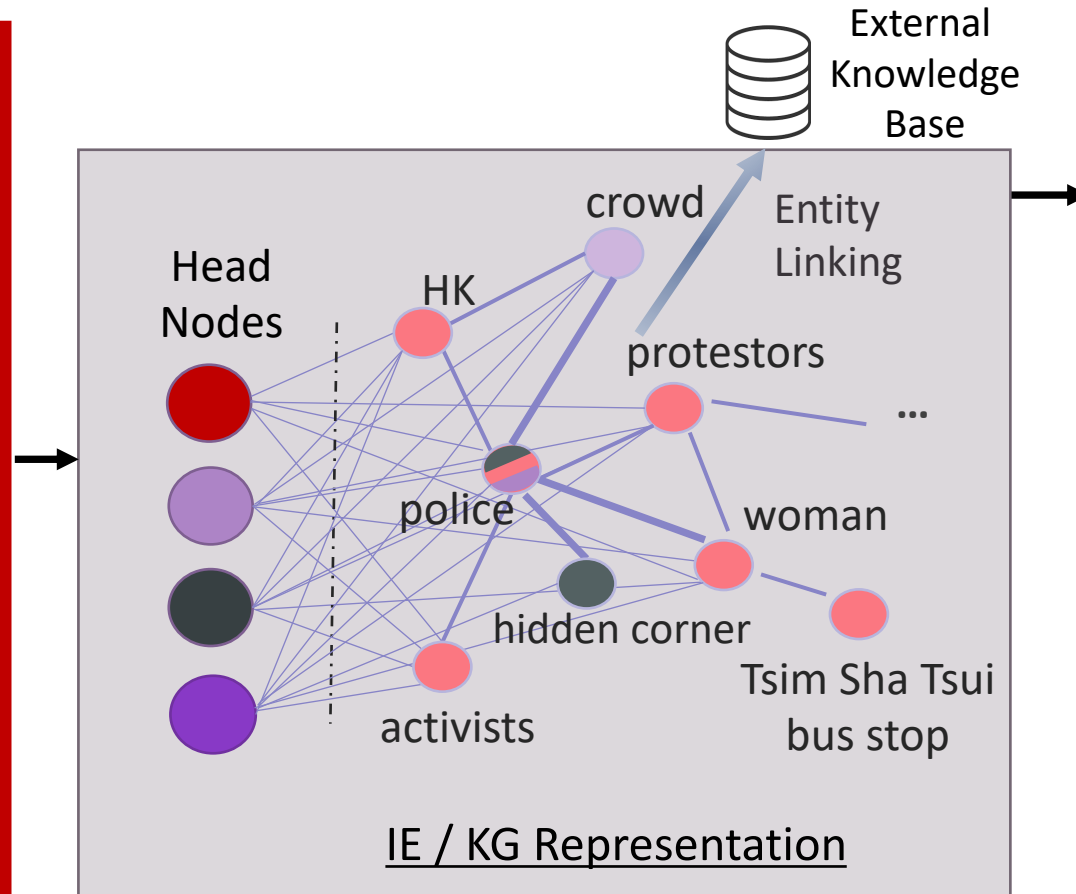 External
Knowledge
Base
crowd
Entity
Linking
Head
Nodes
HK
protestors
...
police
woman
hidden corner
Tsim Sha Tsui
bus stop
activists
IE / KG Representation